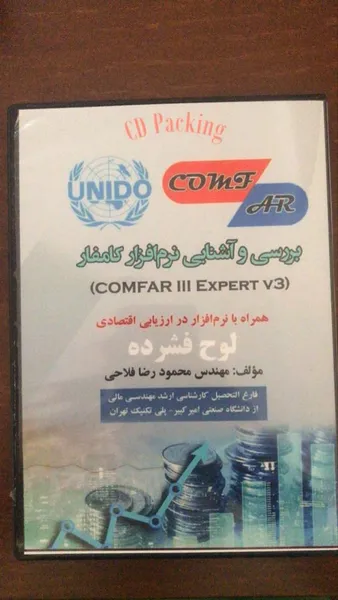 CD Packing
UNIDO
COMF
AR
بررسی و آشنایی نرم‌افزار کامفار
(COMFAR III EXPERT V3)
همراه با نرم‌افزار در ارزیابی اقتصادی
لوح فشرده
مؤلف: مهندس محمود رضا فلاحی
فارغ التحصیل کارشناسی ارشد مهندسی مالی
از دانشگاه صنعتی امیر کبیر- پلی تکنیک تهران